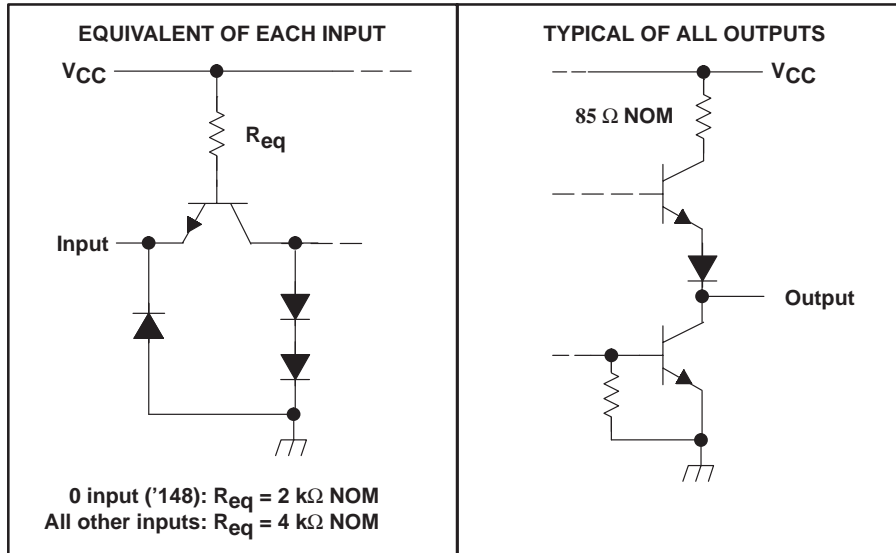 EQUIVALENT OF EACH INPUT
VCC
Req
Input
0 input ('148): Req = 2 kΩ NOM
All other inputs: Req = 4 kΩ NOM
TYPICAL OF ALL OUTPUTS
VCC
85 Ω NOM
Output